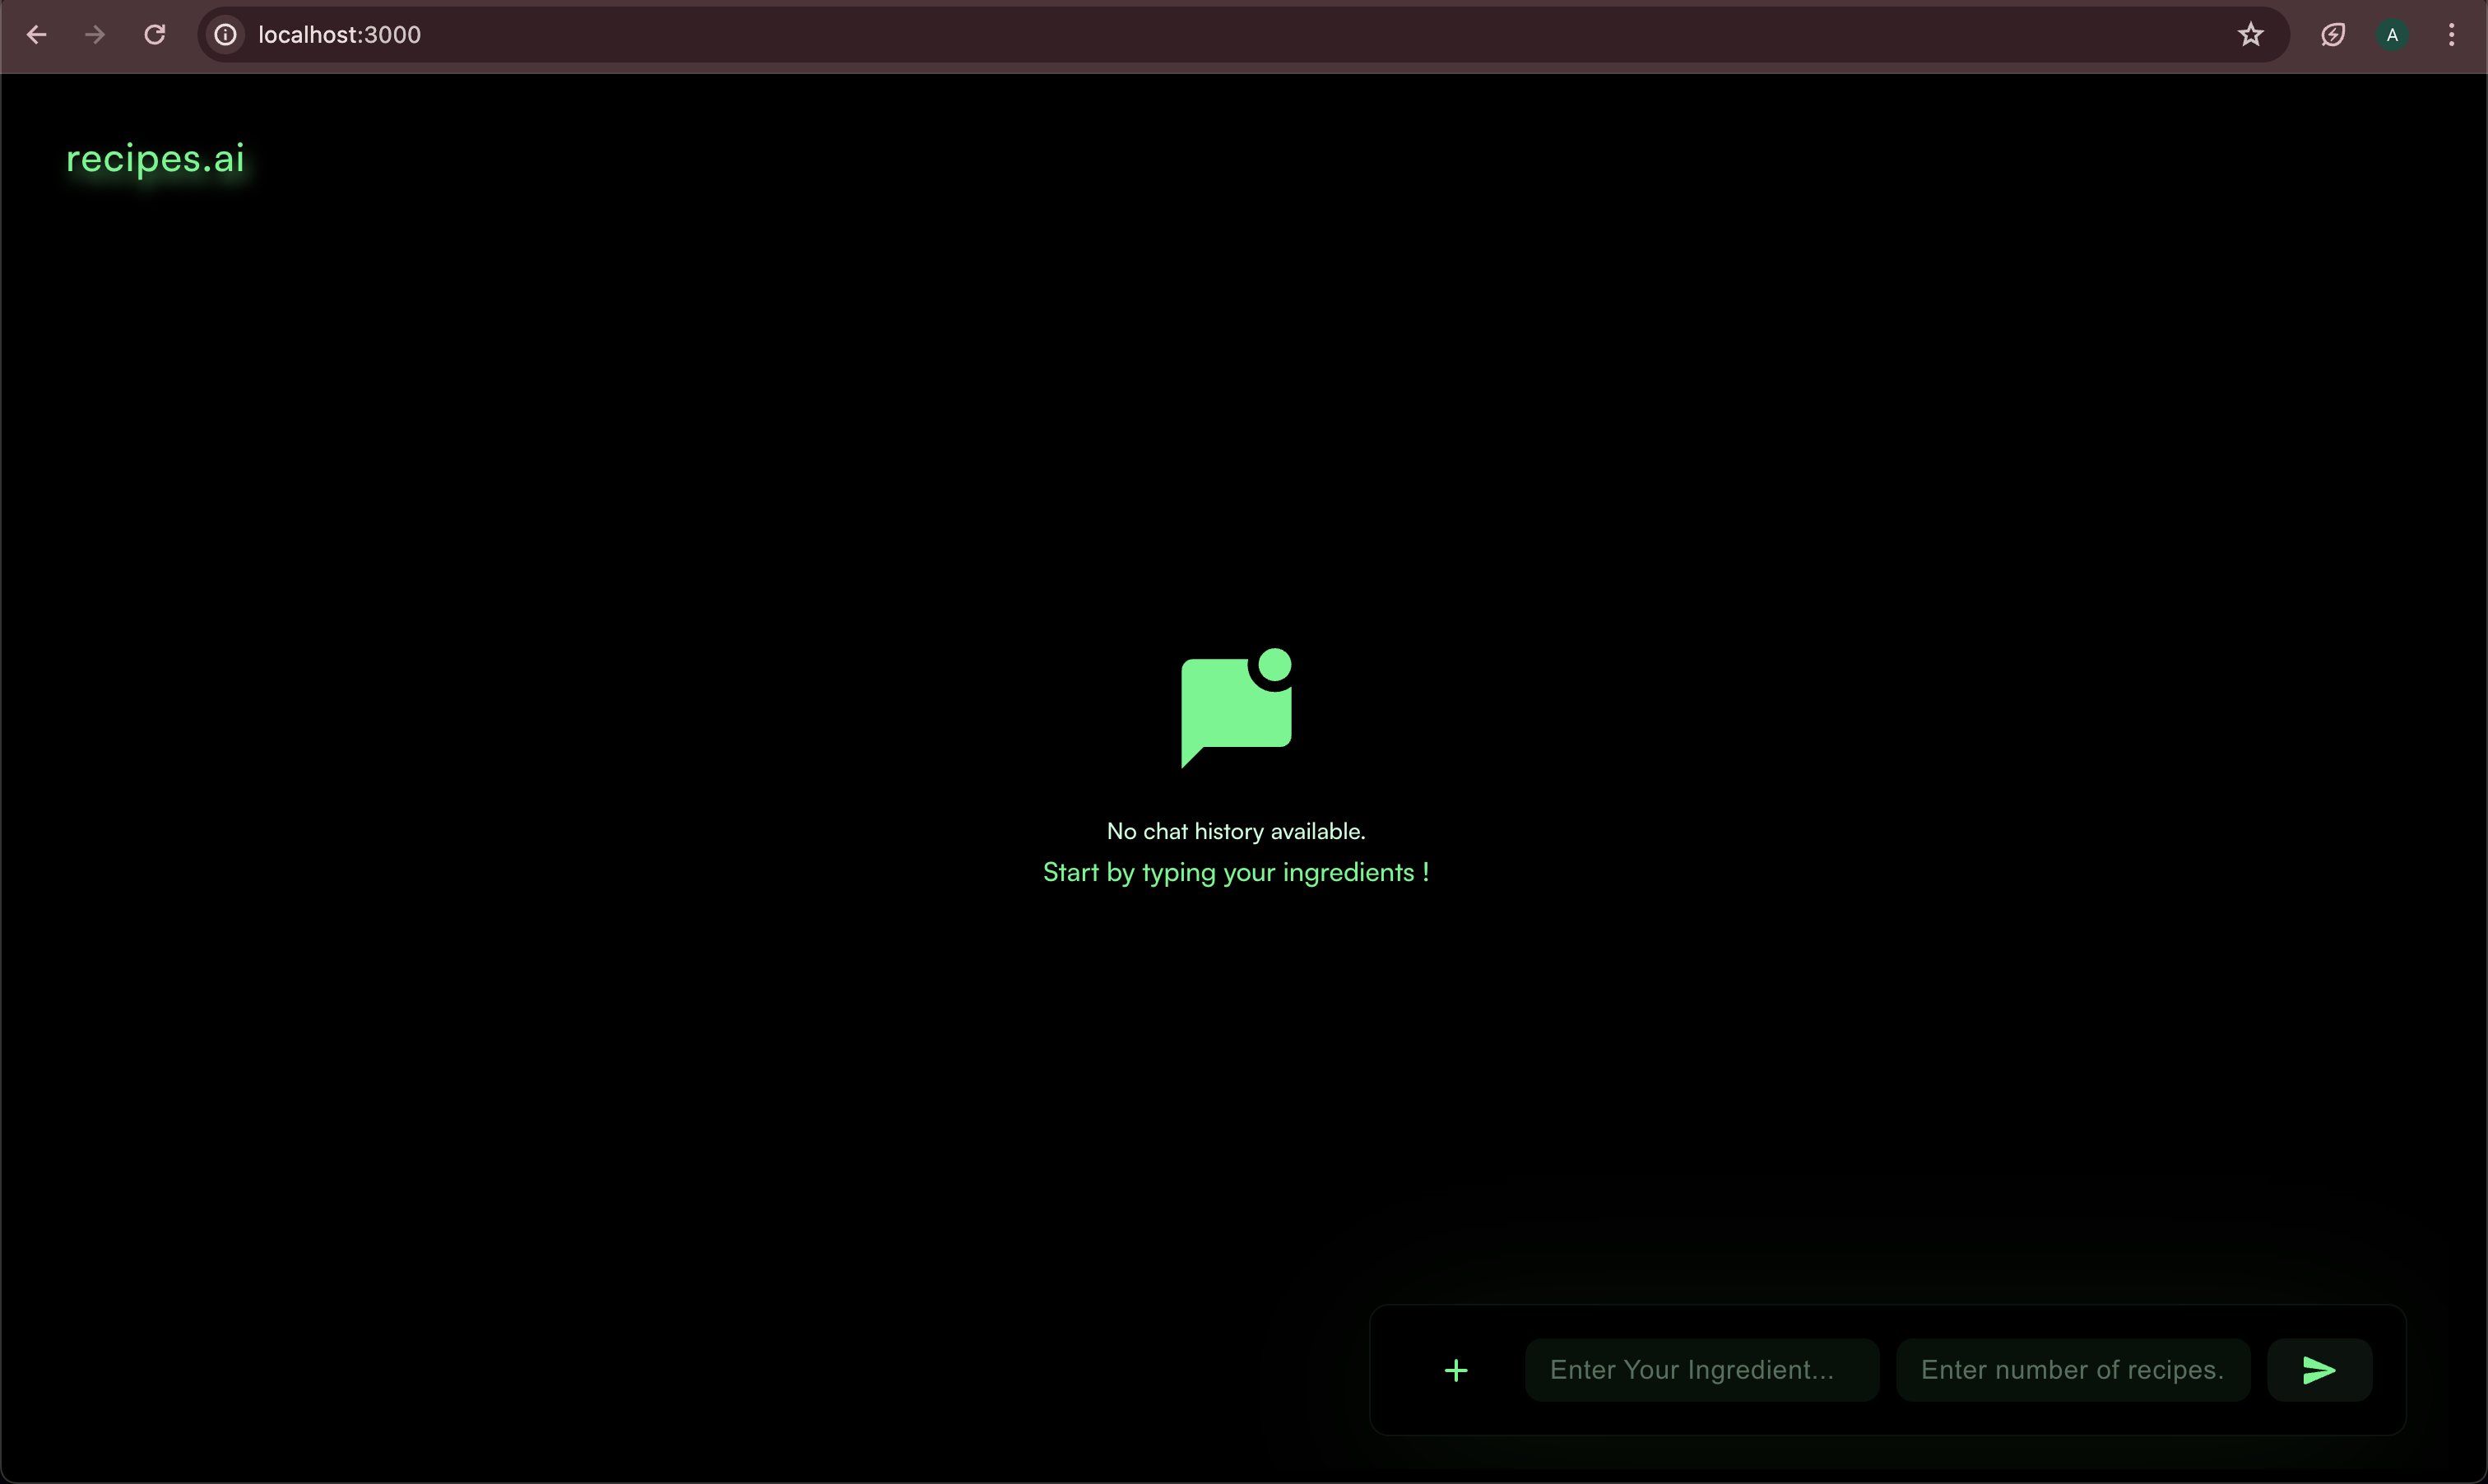 localhost:3000
A
recipes.ai
No chat history available.
Start by typing your ingredients !
Enter Your Ingredient...
Enter number of recipes.